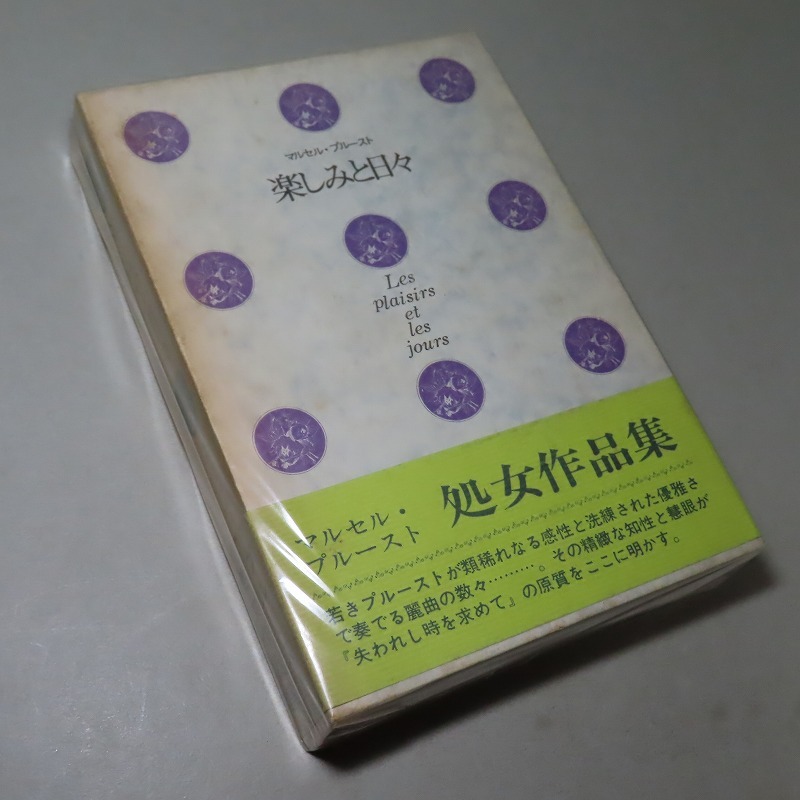 マルセル・プルースト
楽しみと日々
Les
plaisirs
et
les
jours
マルセル・
プルースト
処女作品集
若きプルーストが類稀れなる感性と洗練された優雅さ
で奏でる麗曲の数々………。その精緻な知性と慧眼が
『失われし時を求めて』の原質をここに明かす。